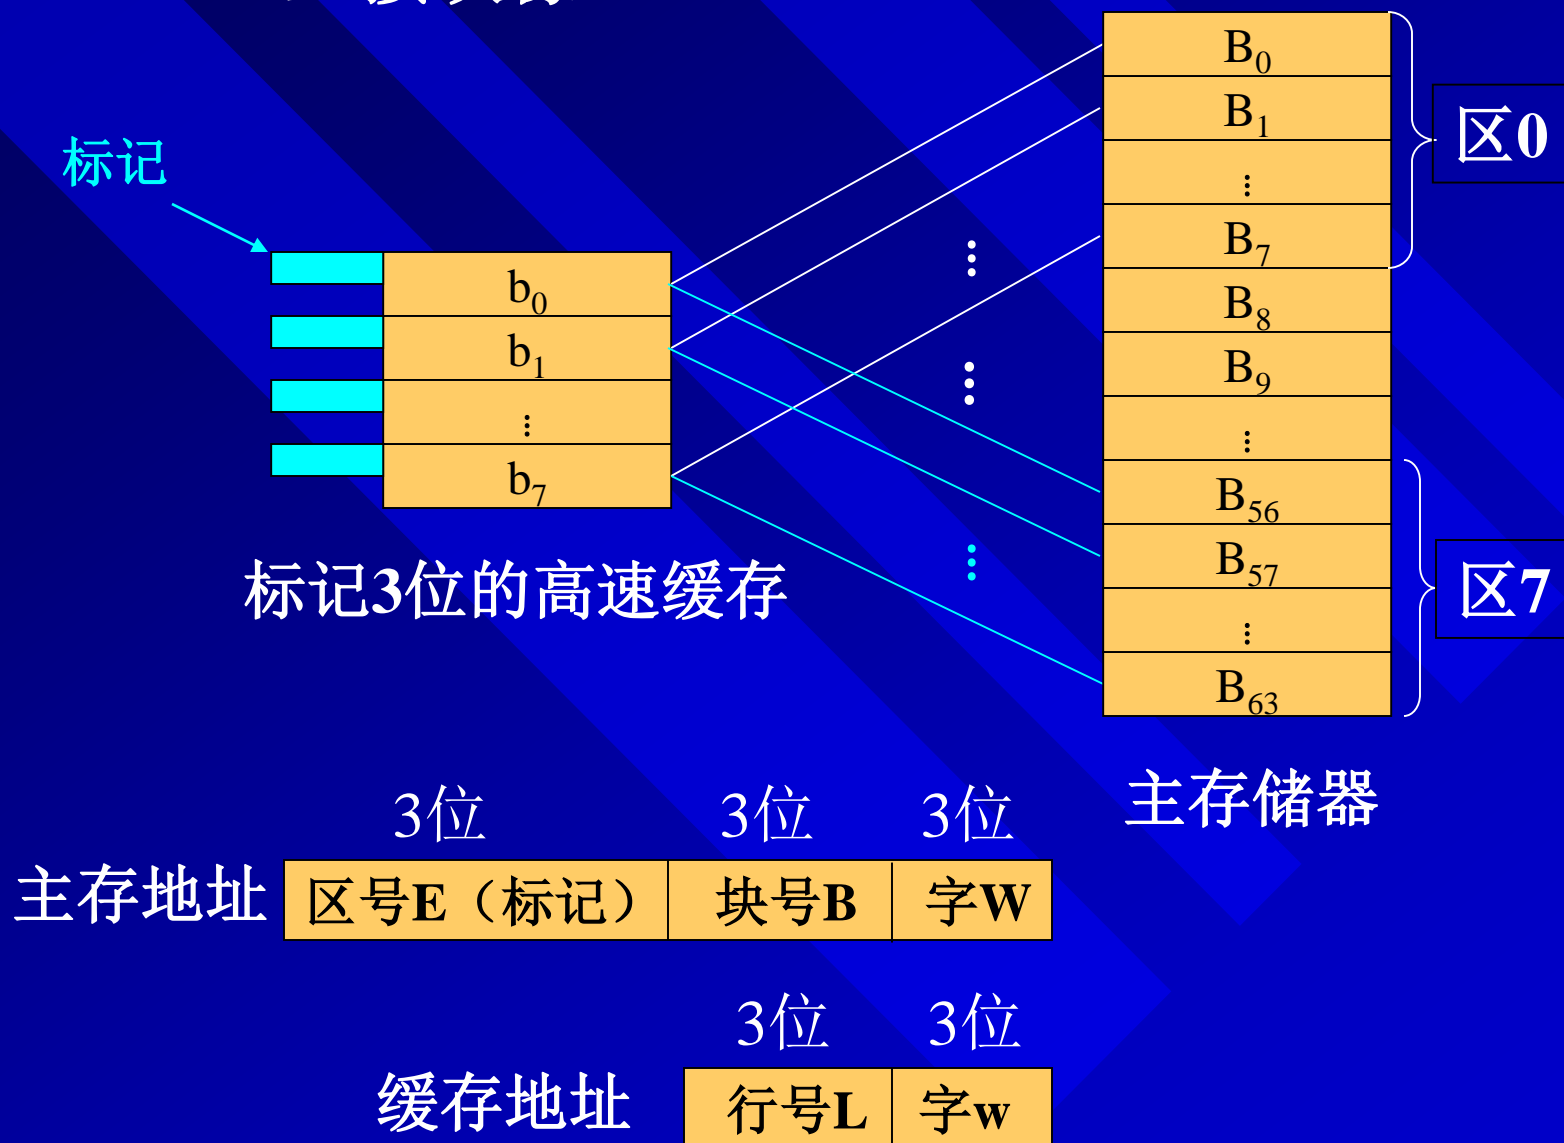 标记
b0
b1
⋮
b7
标记3位的高速缓存
B0
B1
⋮
B7
B8
B9
⋮
B56
B57
⋮
B63
区0
区7
主存储器
3位 3位 3位
主存地址 区号E（标记） 块号B 字W
3位 3位
缓存地址 行号L 字w